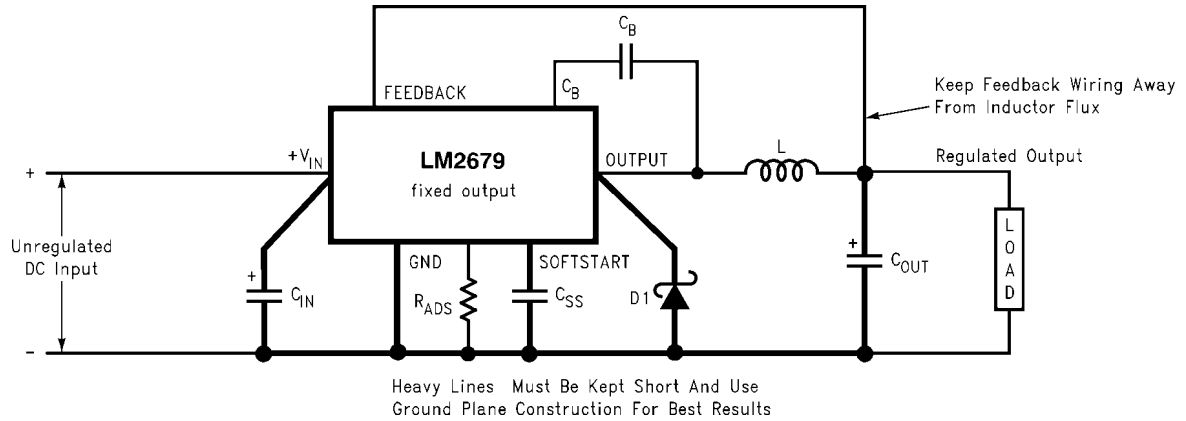 C_B
FEEDBACK
C_B
Keep Feedback Wiring Away
From Inductor Flux
+
+V_IN
LM2679
fixed output
OUTPUT
L
Regulated Output
Unregulated
DC Input
+
C_IN
GND
R_ADS
SOFTSTART
C_SS
D1
+
C_OUT
LOAD
-
Heavy Lines Must Be Kept Short And Use
Ground Plane Construction For Best Results